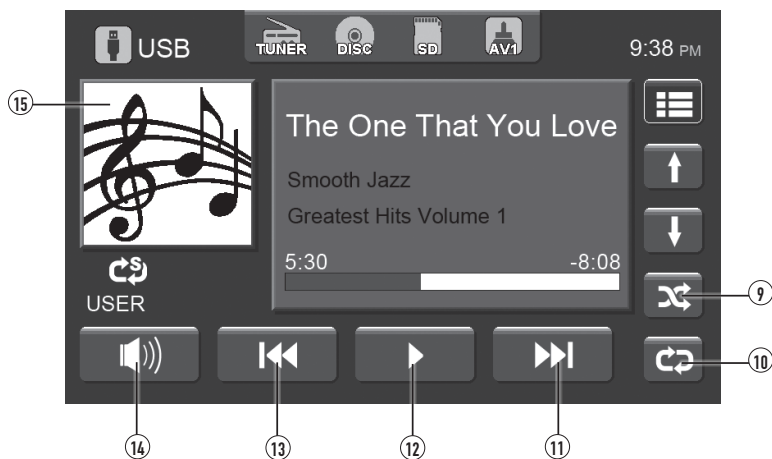 USB
TUNER
DISC
SD
AV1
9:38 PM
15
The One That You Love
Smooth Jazz
Greatest Hits Volume 1
5:30
-8:08
S
USER
9
10
14
13
12
11